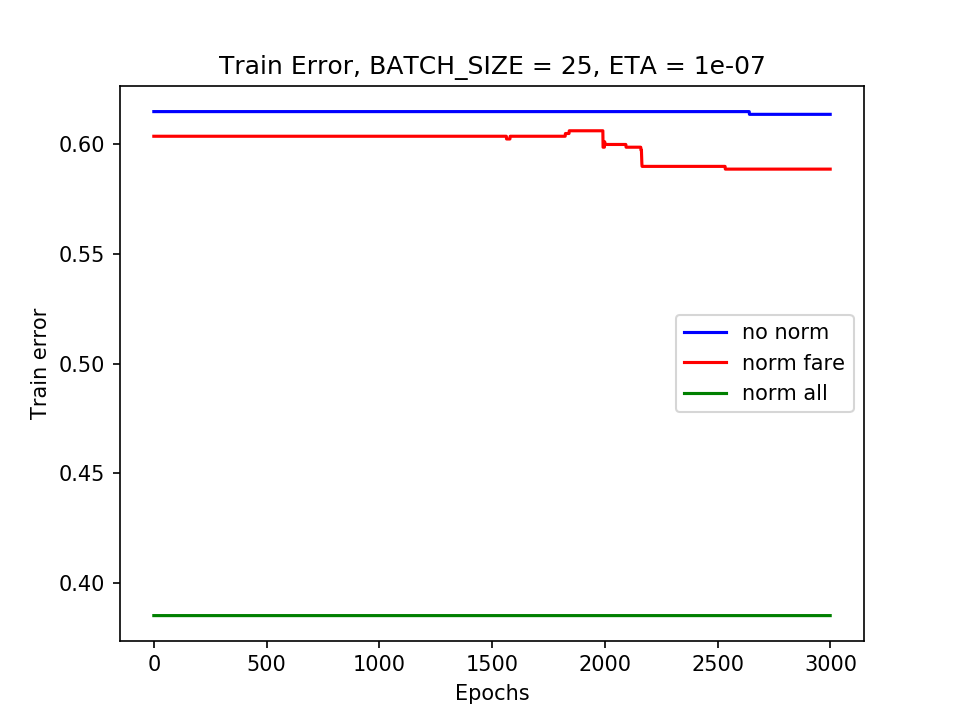 Train Error, BATCH_SIZE = 25, ETA = 1e-07
0.60
0.55
0.50
0.45
0.40
Train error
no norm
norm fare
norm all
0 500 1000 1500 2000 2500 3000
Epochs